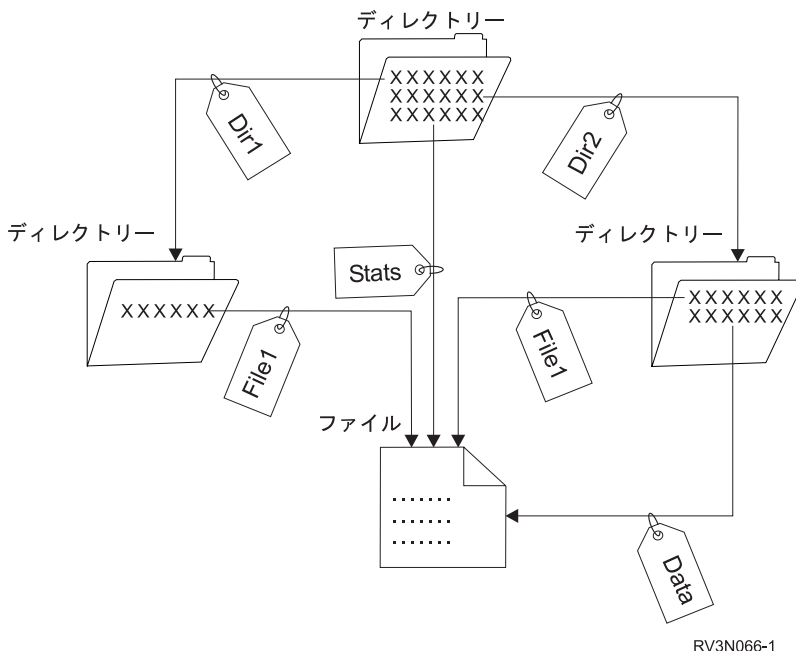 ディレクトリー
XXXXXX
XXXXXX
XXXXXX
Dir1
Dir2
ディレクトリー
ディレクトリー
Stats
XXXXXX
XXXXXX
XXXXXX
File1
File1
ファイル
.......
.......
.......
Data
RV3N066-1